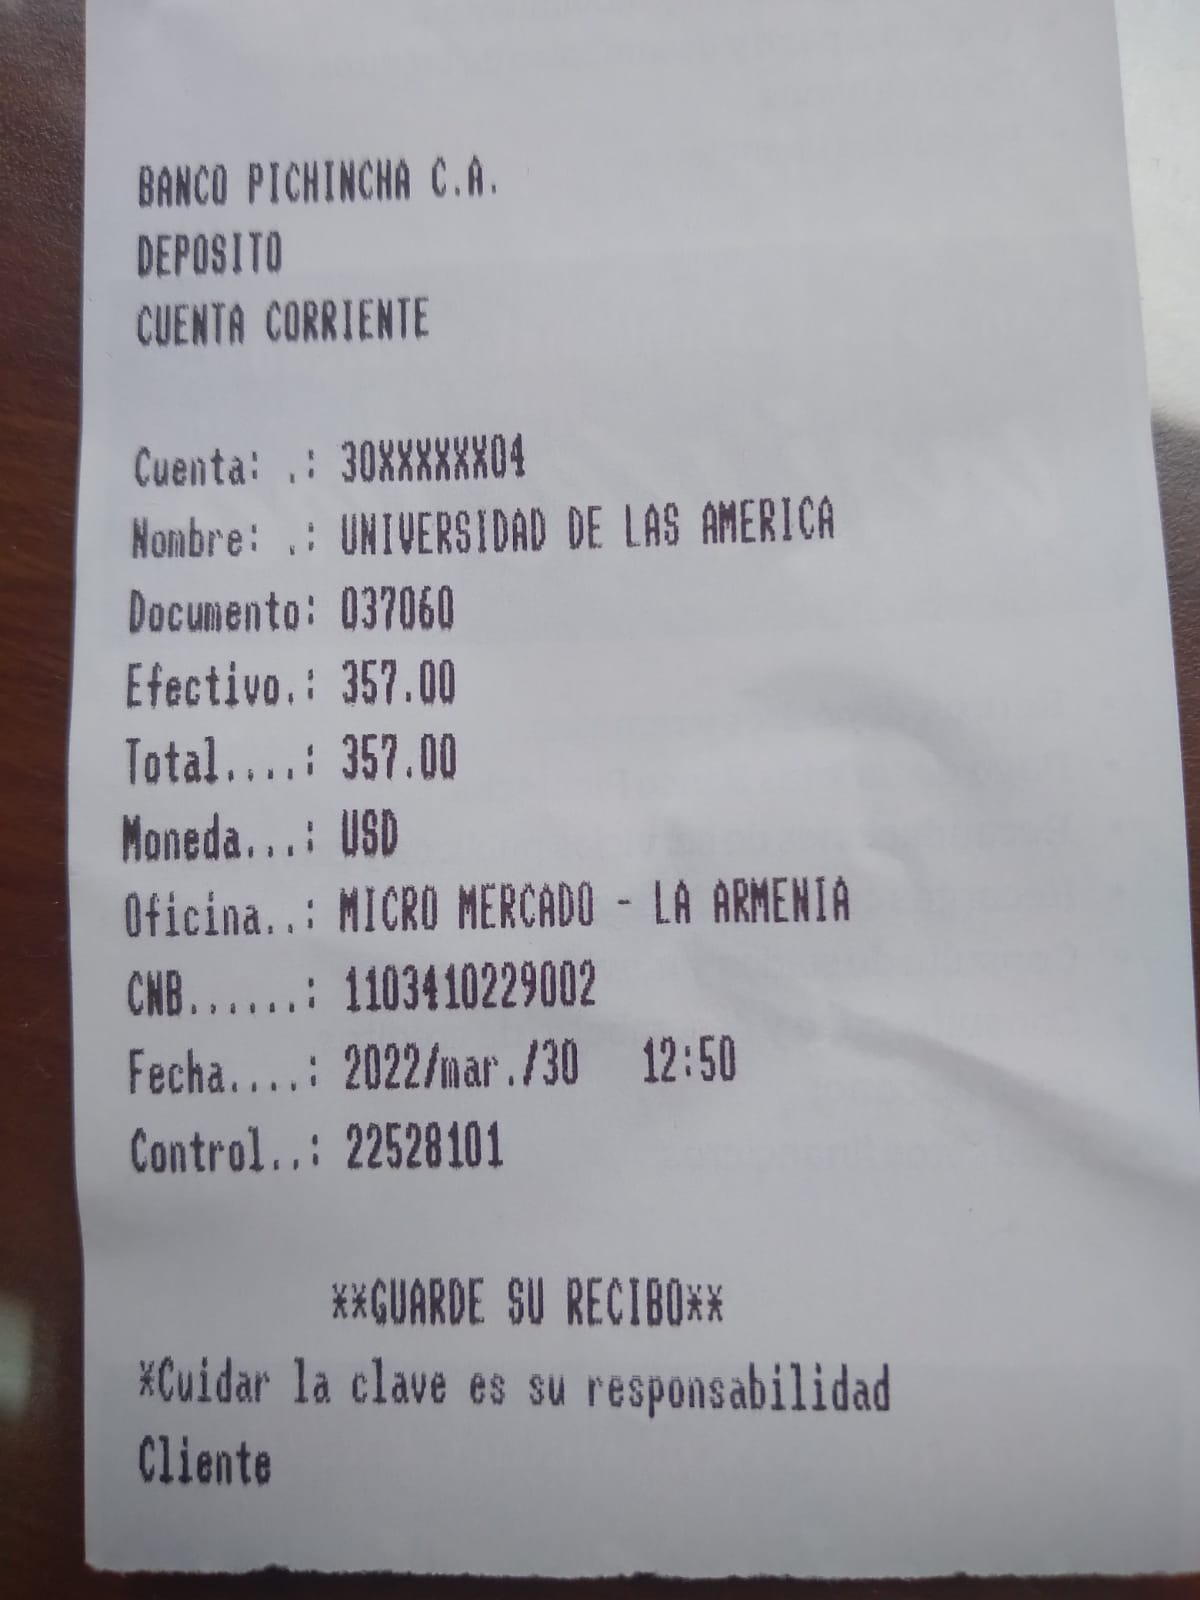 BANCO PICHINCHA C.A.
DEPOSITO
CUENTA CORRIENTE
Cuenta: .: 30XXXXXX04
Nombre: .: UNIVERSIDAD DE LAS AMERICA
Documento: 037060
Efectivo.: 357.00
Total....: 357.00
Moneda...: USD
Oficina..: MICRO MERCADO - LA ARMENIA
CNB......: 1103410229002
Fecha....: 2022/mar./30 12:50
Control..: 22528101
**GUARDE SU RECIBO**
*Cuidar la clave es su responsabilidad
Cliente